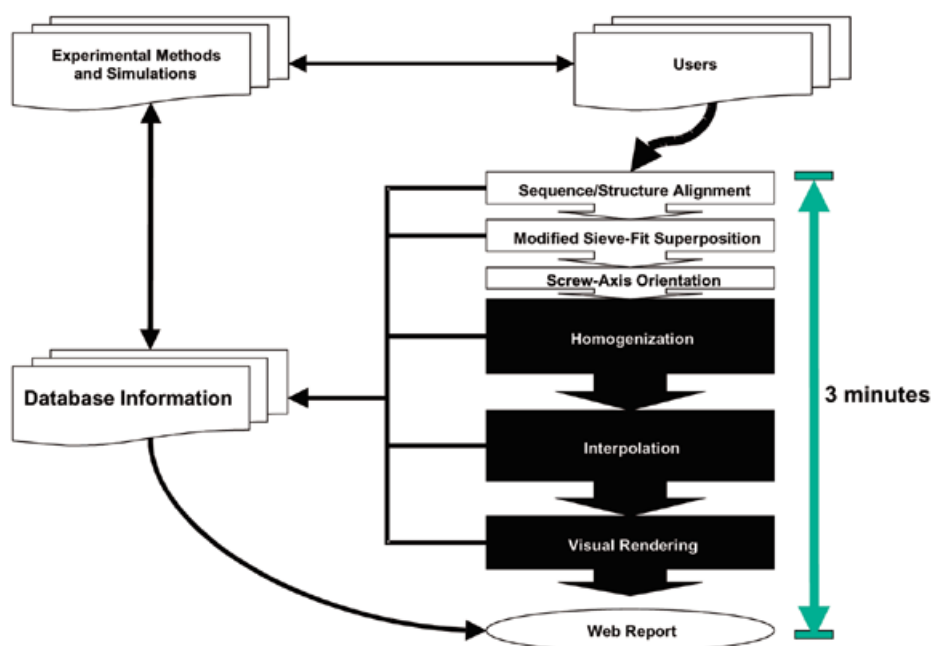 Experimental Methods
and Simulations
Users
Sequence/Structure Alignment
Modified Sieve-Fit Superposition
Screw-Axis Orientation
Homogenization
Database Information
3 minutes
Interpolation
Visual Rendering
Web Report